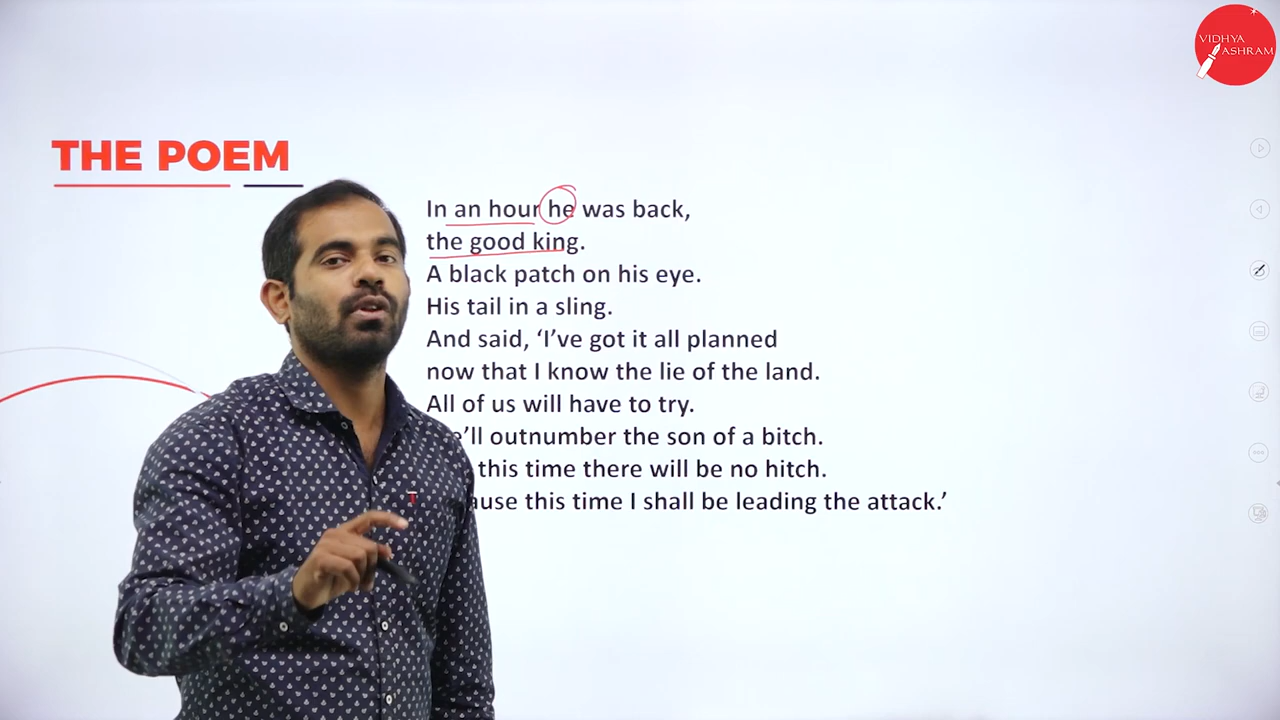 VIDHYA
ASHRAM
THE POEM
In an hour he was back,
the good king.
A black patch on his eye.
His tail in a sling.
And said, ‘I’ve got it all planned
now that I know the lie of the land.
All of us will have to try.
’ll outnumber the son of a bitch.
this time there will be no hitch.
ause this time I shall be leading the attack.’